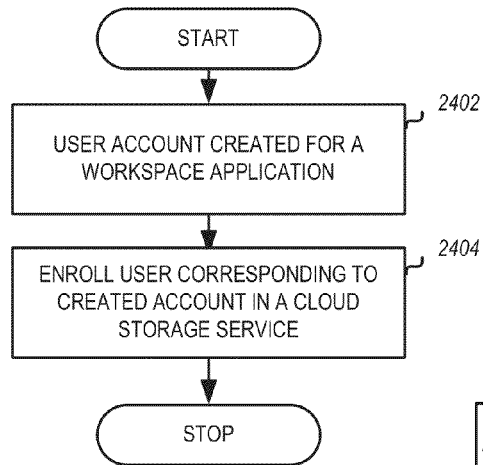 START
2402
USER ACCOUNT CREATED FOR A
WORKSPACE APPLICATION
2404
ENROLL USER CORRESPONDING TO
CREATED ACCOUNT IN A CLOUD
STORAGE SERVICE
STOP